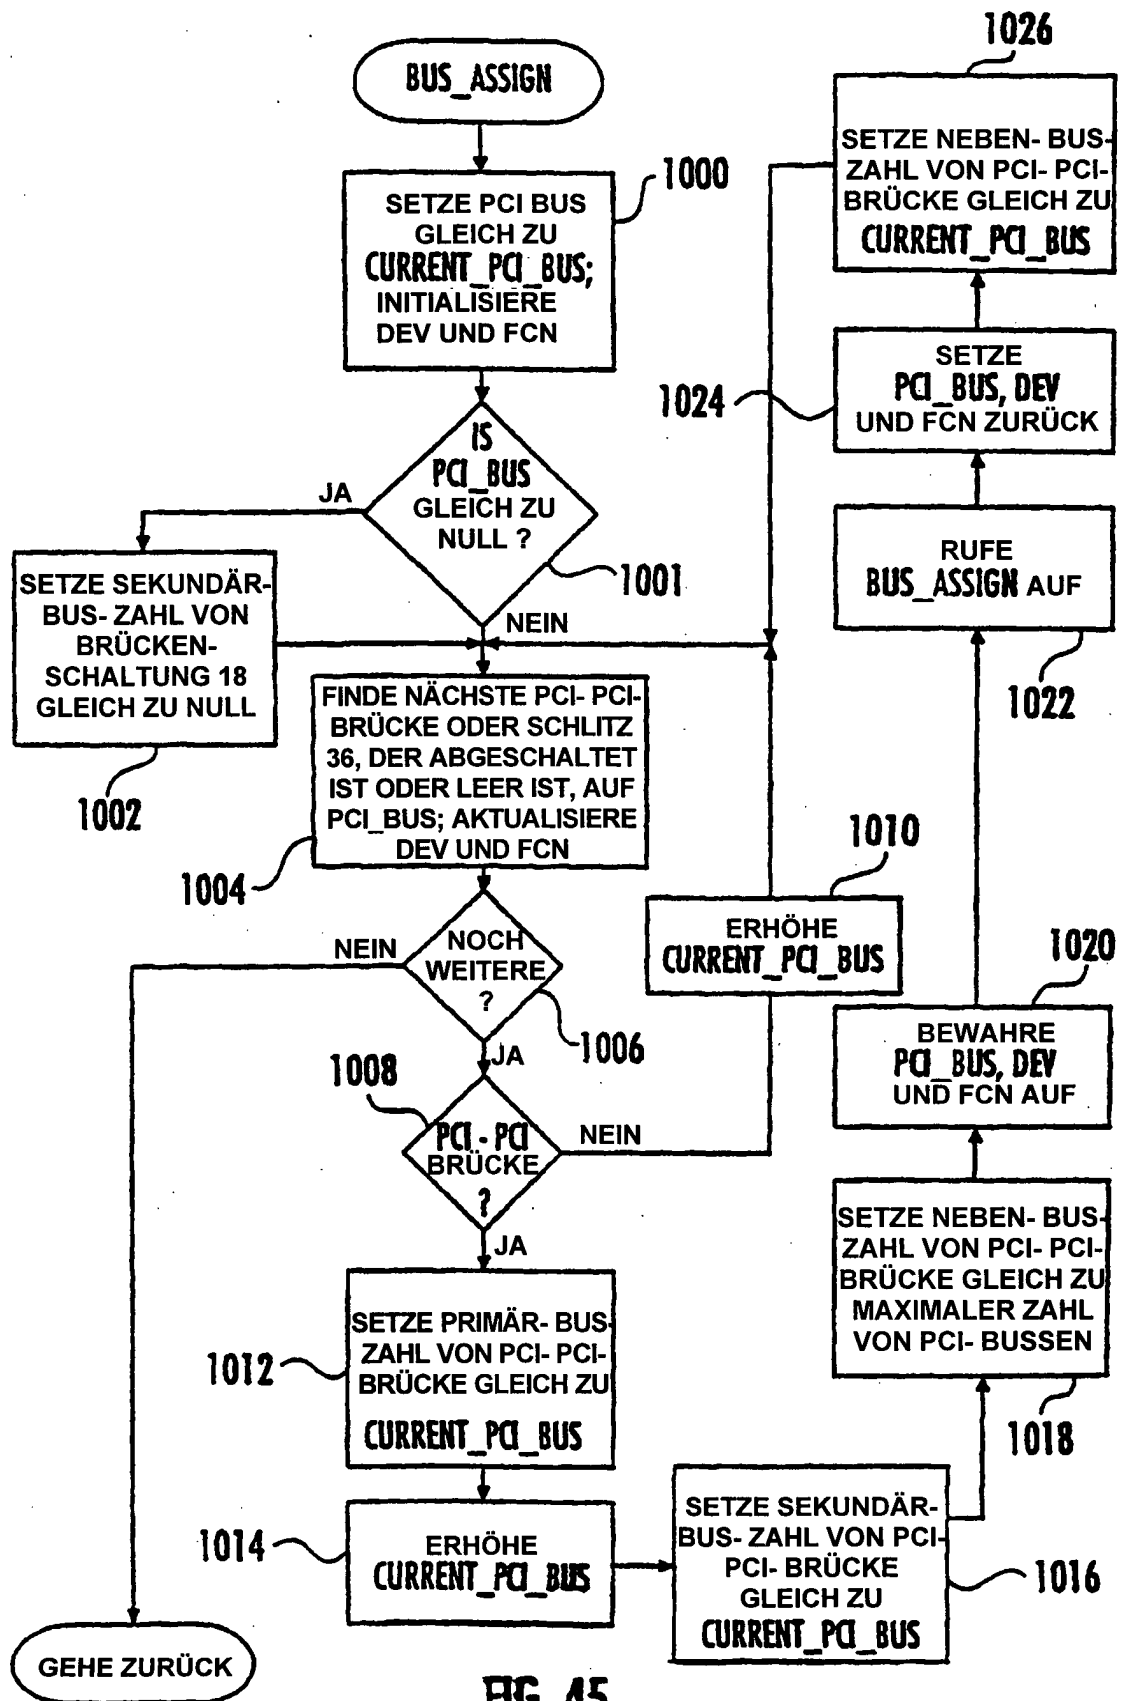 BUS_ASSIGN
1000
SETZE PCI BUS
GLEICH ZU
CURRENT_PCI_BUS;
INITIALISIERE
DEV UND FCN
IS
PCI_BUS
GLEICH ZU
NULL ?
1001
JA
NEIN
SETZE SEKUNDÄR-
BUS- ZAHL VON
BRÜCKEN-
SCHALTUNG 18
GLEICH ZU NULL
1002
FINDE NÄCHSTE PCI- PCI-
BRÜCKE ODER SCHLITZ
36, DER ABGESCHALTET
IST ODER LEER IST, AUF
PCI_BUS; AKTUALISIERE
DEV UND FCN
1004
NOCH
WEITERE
?
NEIN
1006
JA
1008
PCI - PCI
BRÜCKE
?
NEIN
JA
1010
ERHÖHE
CURRENT_PCI_BUS
SETZE PRIMÄR- BUS-
ZAHL VON PCI- PCI-
BRÜCKE GLEICH ZU
CURRENT_PCI_BUS
1012
ERHÖHE
CURRENT_PCI_BUS
1014
SETZE SEKUNDÄR-
BUS- ZAHL VON PCI-
PCI- BRÜCKE
GLEICH ZU
CURRENT_PCI_BUS
1016
SETZE NEBEN- BUS-
ZAHL VON PCI- PCI-
BRÜCKE GLEICH ZU
MAXIMALER ZAHL
VON PCI- BUSSEN
1018
1020
BEWAHRE
PCI_BUS, DEV
UND FCN AUF
RUFE
BUS_ASSIGN AUF
1022
SETZE
PCI_BUS, DEV
UND FCN ZURÜCK
1024
1026
SETZE NEBEN- BUS-
ZAHL VON PCI- PCI-
BRÜCKE GLEICH ZU
CURRENT_PCI_BUS
GEHE ZURÜCK
FIG. 45